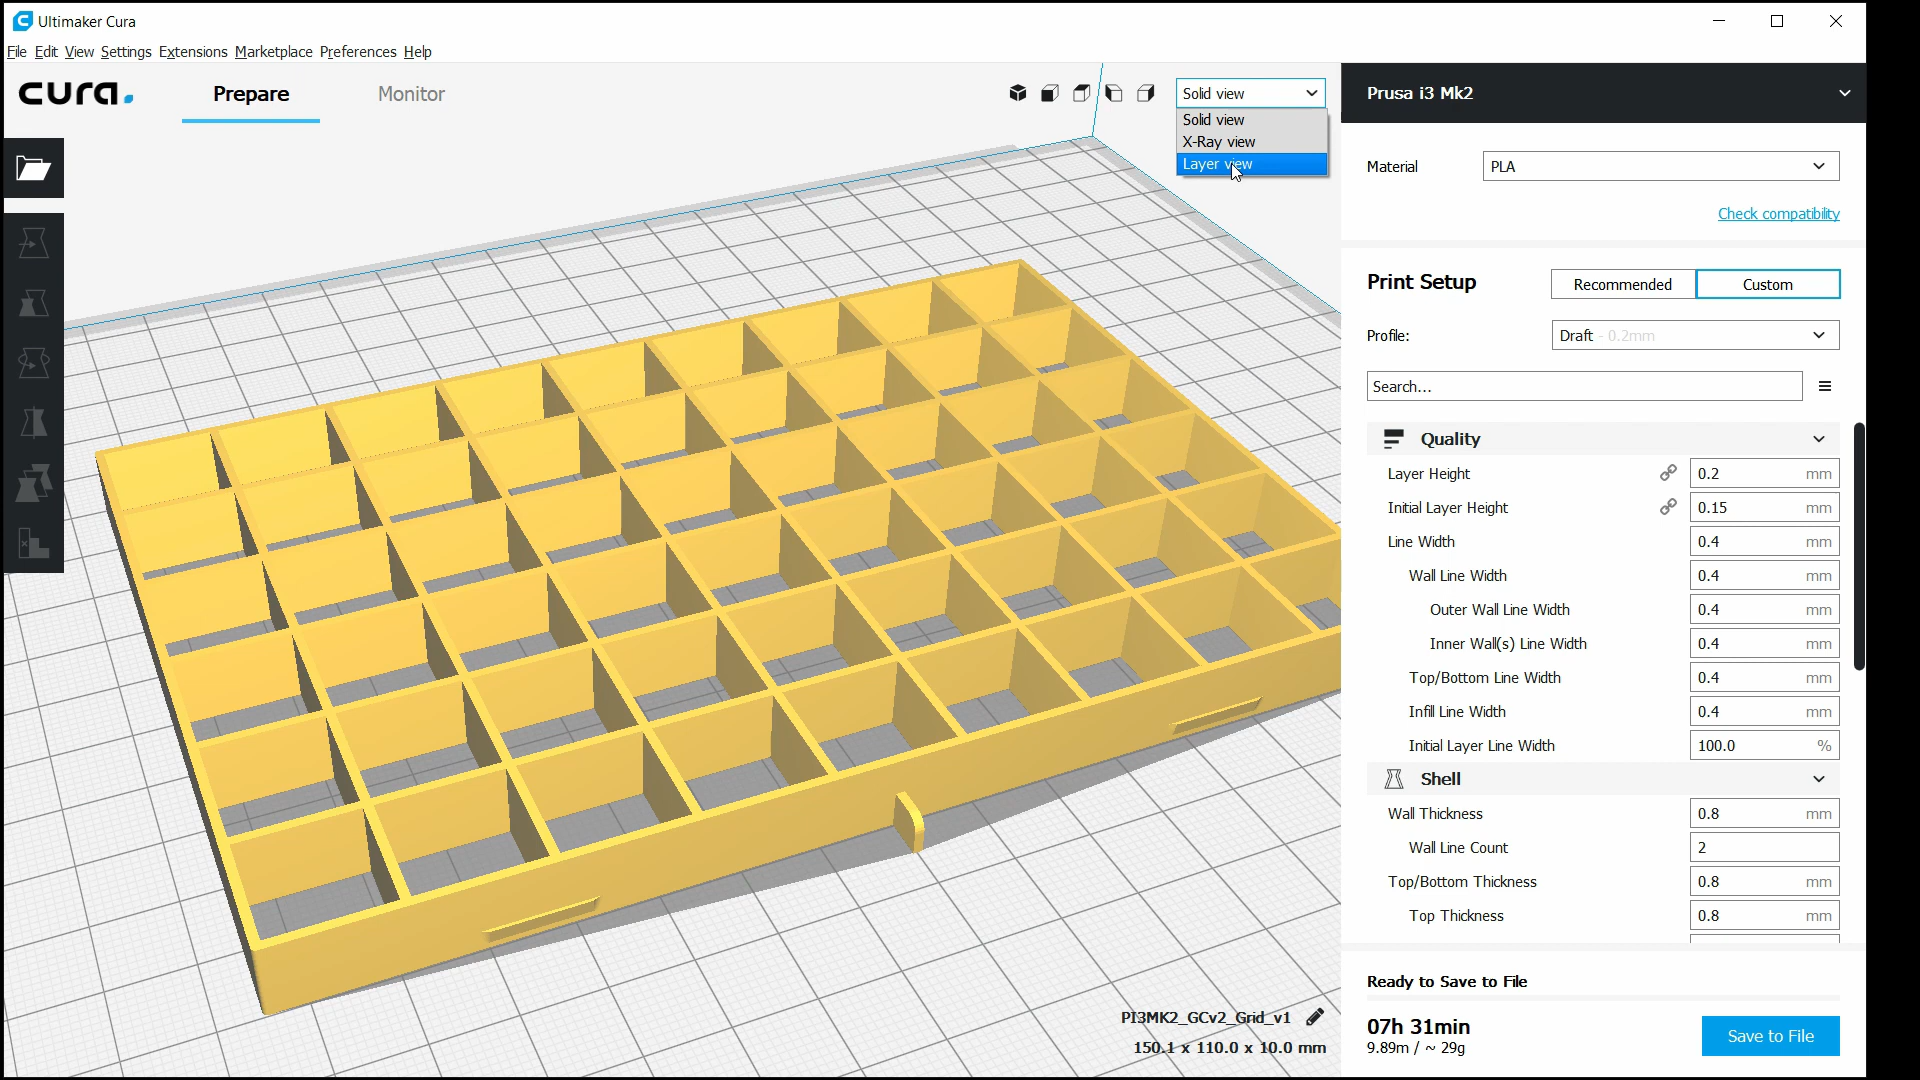 Ultimaker Cura
File Edit View Settings Extensions Marketplace Preferences Help
cura.
Prepare
Monitor
Solid view
Solid view
X-Ray view
Layer view
Prusa i3 Mk2
Material
PLA
Check compatibility
Print Setup
Recommended
Custom
Profile:
Draft - 0.2mm
Search...
Quality
Layer Height 0.2 mm
Initial Layer Height 0.15 mm
Line Width 0.4 mm
Wall Line Width 0.4 mm
Outer Wall Line Width 0.4 mm
Inner Wall(s) Line Width 0.4 mm
Top/Bottom Line Width 0.4 mm
Infill Line Width 0.4 mm
Initial Layer Line Width 100.0 %
Shell
Wall Thickness 0.8 mm
Wall Line Count 2
Top/Bottom Thickness 0.8 mm
Top Thickness 0.8 mm
Ready to Save to File
07h 31min
9.89m / ~ 29g
Save to File
PI3MK2_GCv2_Grid_v1
150.1 x 110.0 x 10.0 mm